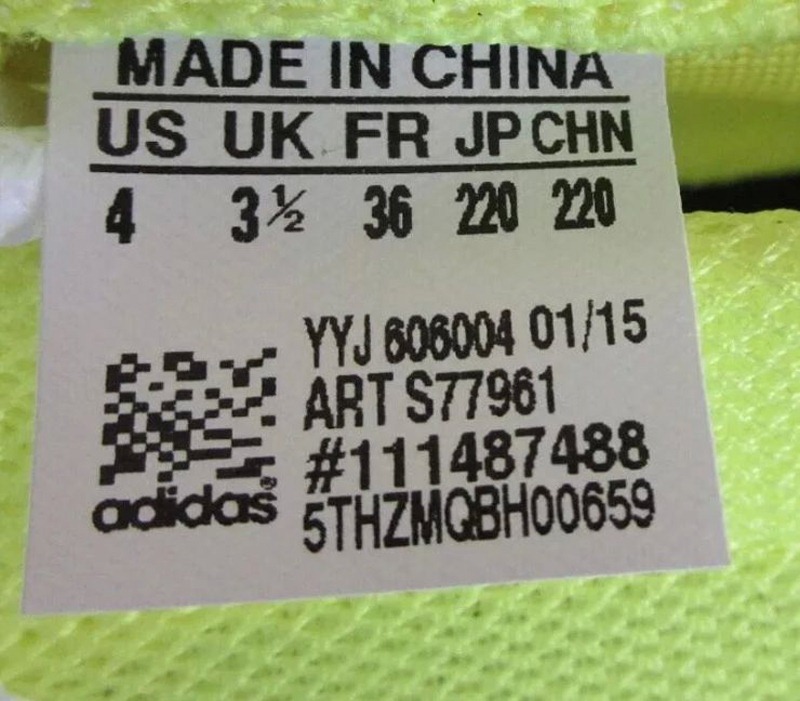 MADE IN CHINA
US UK FR JP CHN
4 3½ 36 220 220
YYJ 606004 01/15
ART S77961
#111487488
5THZMQBH00659
adidas®